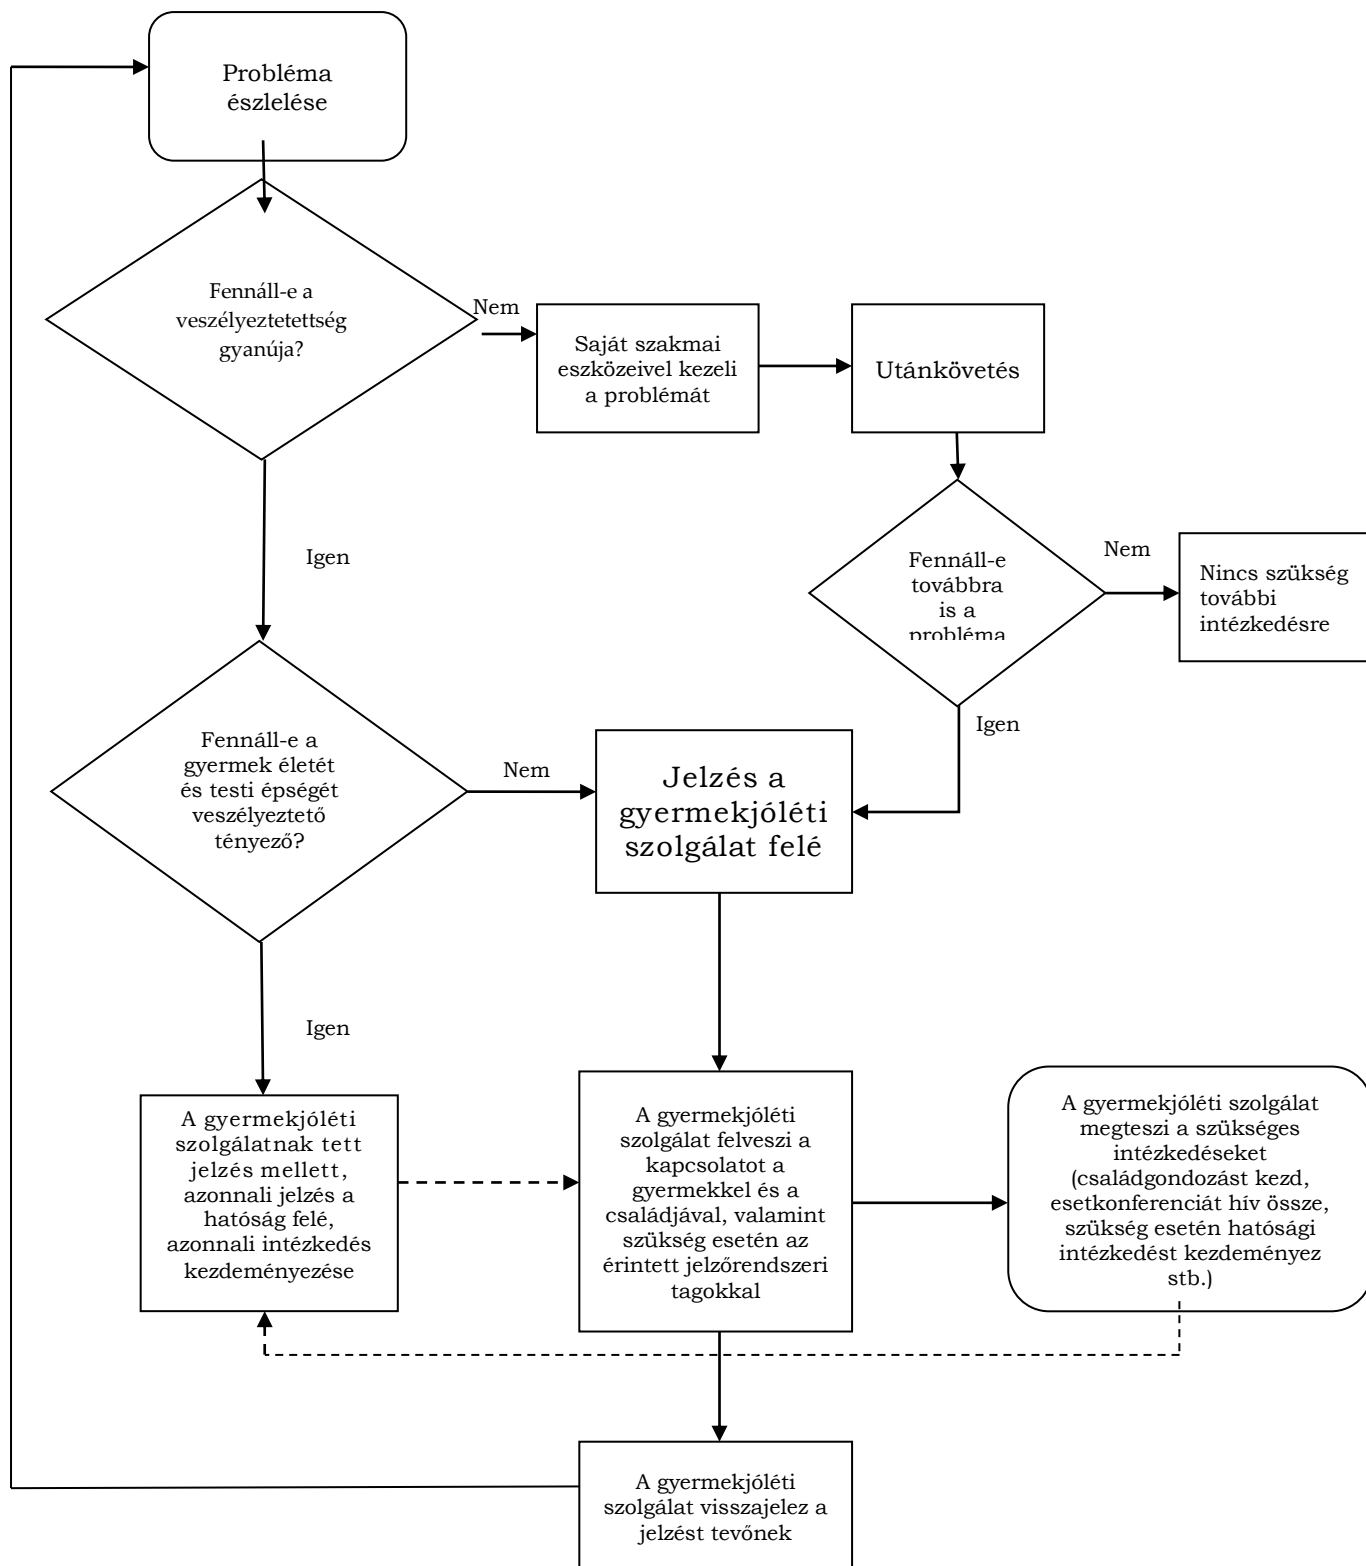 Probléma
észlelése
Fennáll-e a
veszélyeztetettség
gyanúja?
Nem
Saját szakmai
eszközeivel kezeli
a problémát
Utánkövetés
Igen
Fennáll-e
továbbra
is a
probléma
Nem
Nincs szükség
további
intézkedésre
Igen
Fennáll-e a
gyermek életét
és testi épségét
veszélyeztető
tényező?
Nem
Jelzés a
gyermekjóléti
szolgálat felé
Igen
A gyermekjóléti
szolgálatnak tett
jelzés mellett,
azonnali jelzés a
hatóság felé,
azonnali intézkedés
kezdeményezése
A gyermekjóléti
szolgálat felveszi a
kapcsolatot a
gyermekkel és a
családjával, valamint
szükség esetén az
érintett jelzőrendszeri
tagokkal
A gyermekjóléti szolgálat
megteszi a szükséges
intézkedéseket
(családgondozást kezd,
esetkonferenciát hív össze,
szükség esetén hatósági
intézkedést kezdeményez
stb.)
A gyermekjóléti
szolgálat visszajelez a
jelzést tevőnek